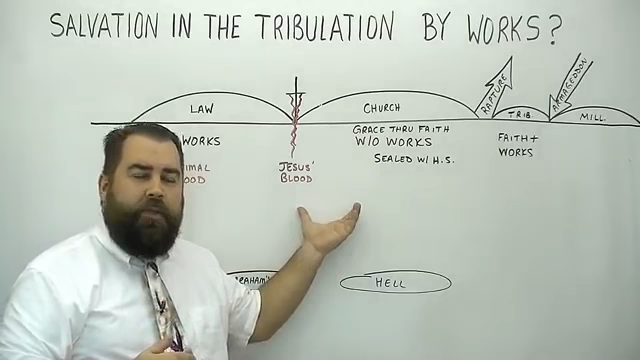 SALVATION IN THE TRIBULATION BY WORKS?
LAW
CHURCH
RAPTURE
TRIB.
ARMAGEDDON
MILL.
WORKS
JESUS'
BLOOD
GRACE THRU FAITH
W/O WORKS
SEALED W/ H.S.
FAITH +
WORKS
HELL